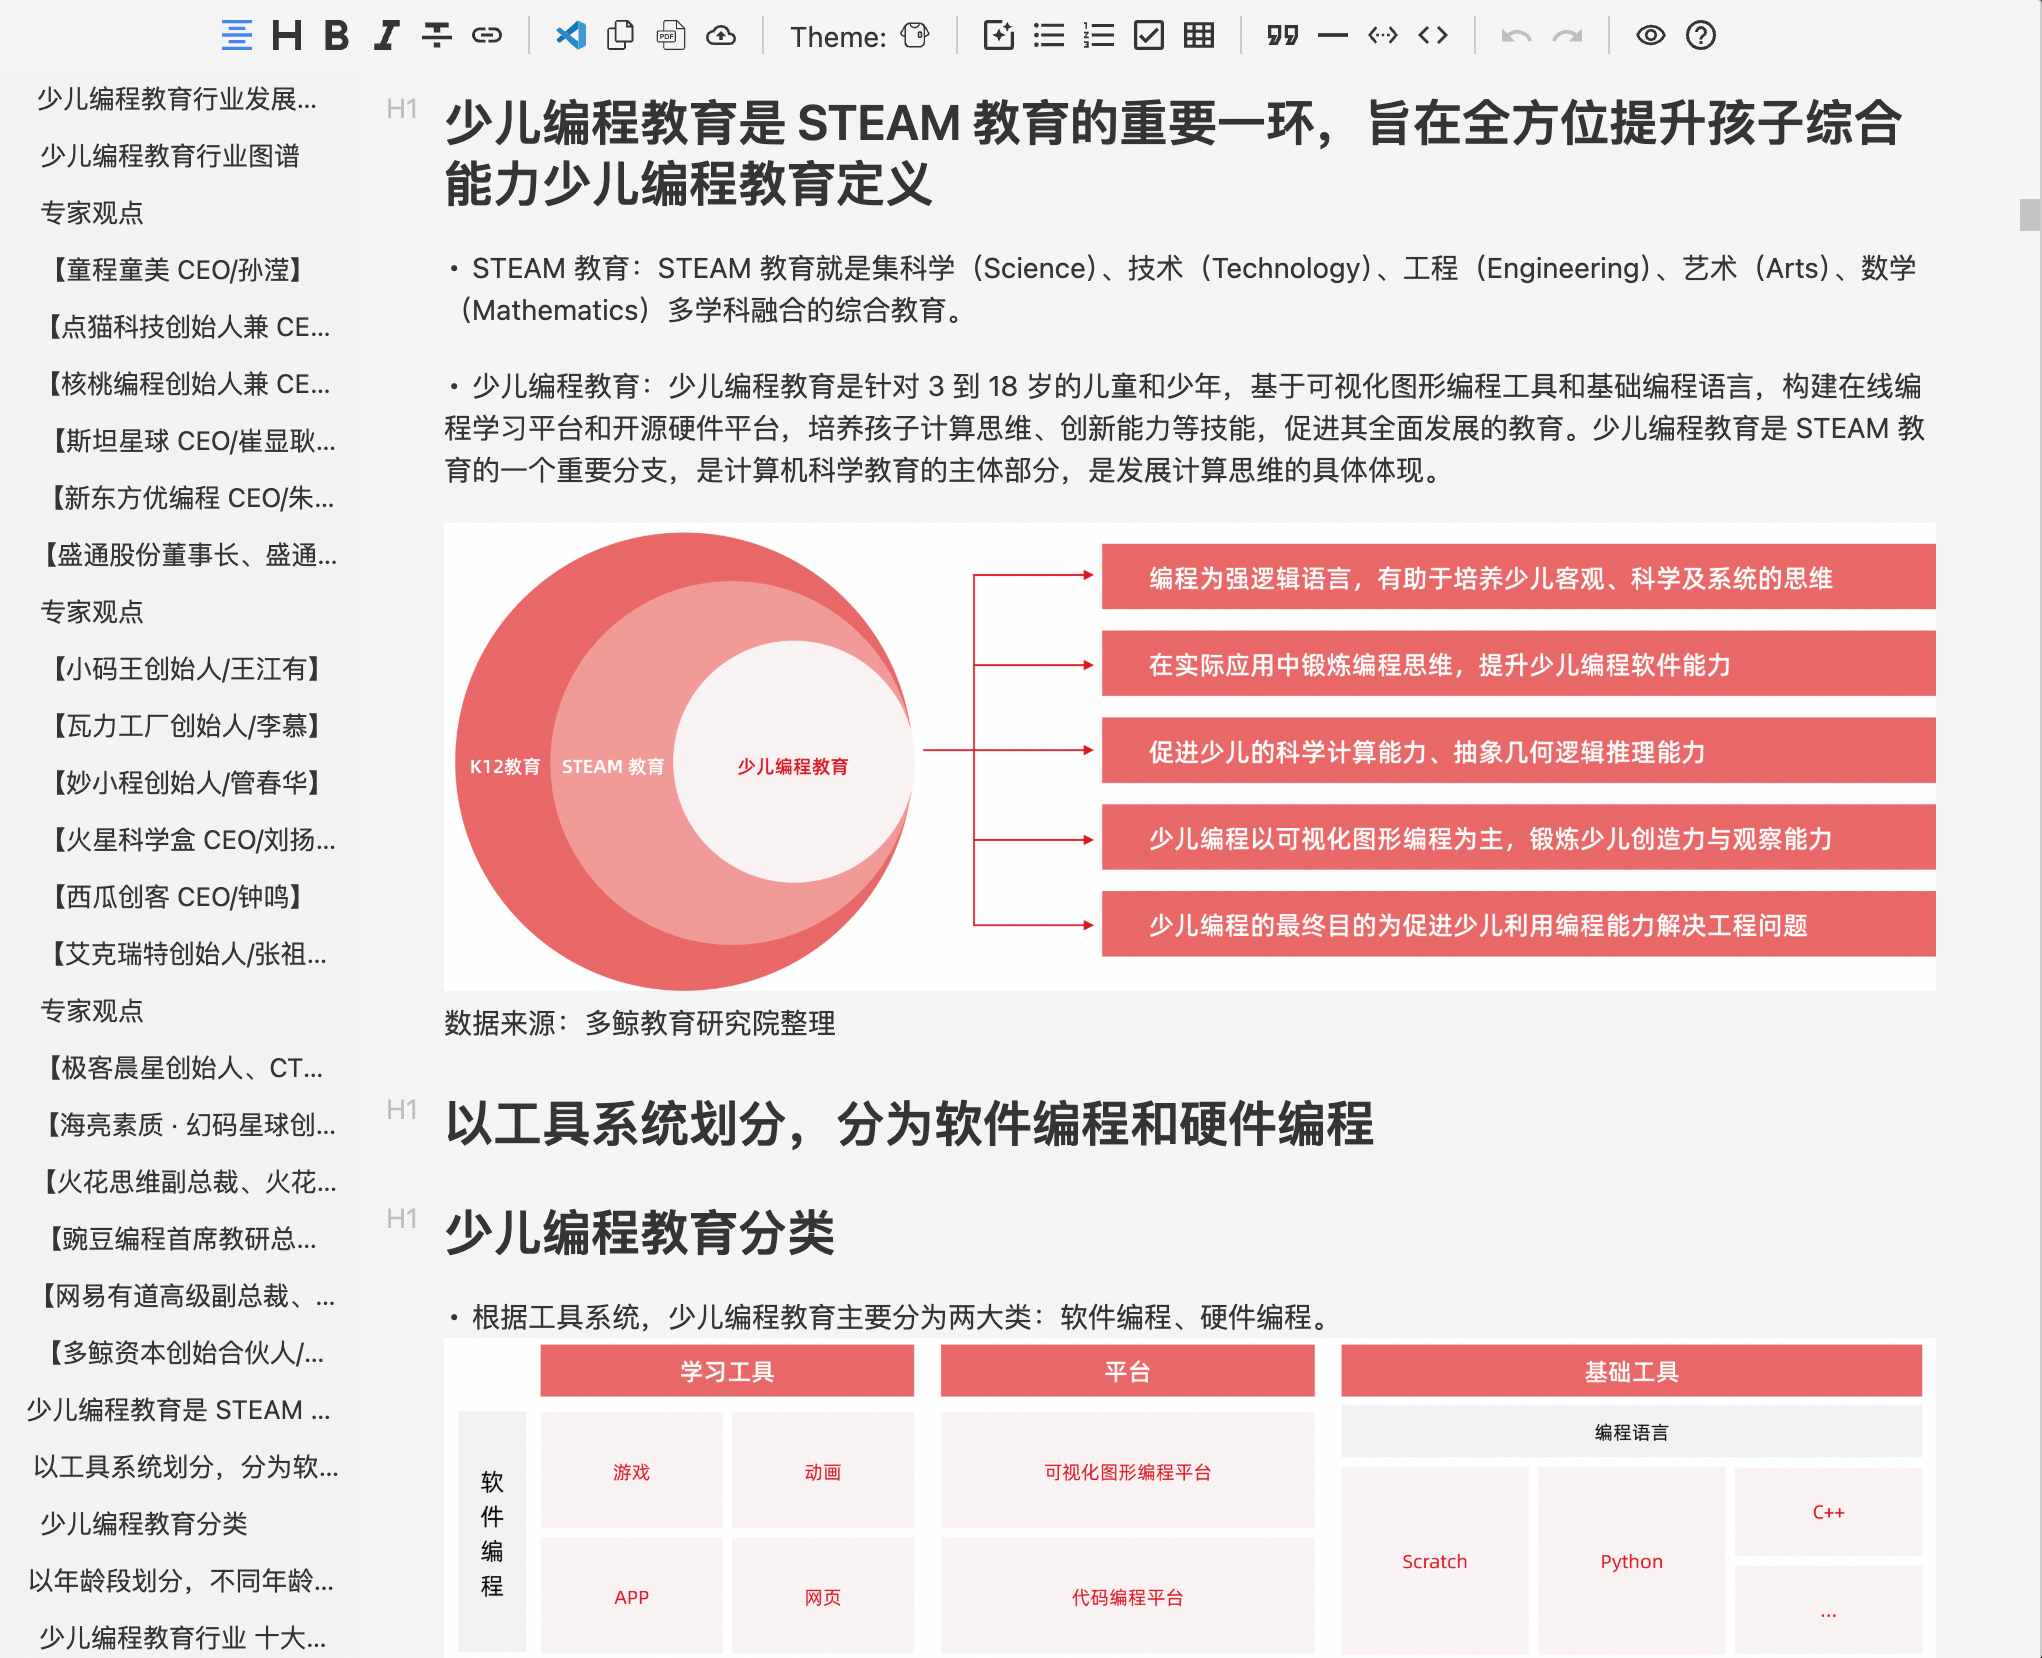 Theme:
PDF
少儿编程教育行业发展...
少儿编程教育行业图谱
专家观点
【童程童美 CEO/孙滢】
【点猫科技创始人兼 CE...
【核桃编程创始人兼 CE...
【斯坦星球 CEO/崔显耿...
【新东方优编程 CEO/朱...
【盛通股份董事长、盛通...
专家观点
【小码王创始人/王江有】
【瓦力工厂创始人/李慕】
【妙小程创始人/管春华】
【火星科学盒 CEO/刘扬...
【西瓜创客 CEO/钟鸣】
【艾克瑞特创始人/张祖...
专家观点
【极客晨星创始人、CT...
【海亮素质 · 幻码星球创...
【火花思维副总裁、火花...
【豌豆编程首席教研总...
【网易有道高级副总裁、...
【多鲸资本创始合伙人/...
少儿编程教育是 STEAM ...
以工具系统划分，分为软...
少儿编程教育分类
以年龄段划分，不同年龄...
少儿编程教育行业 十大...
H1
少儿编程教育是 STEAM 教育的重要一环，旨在全方位提升孩子综合
能力少儿编程教育定义
• STEAM 教育：STEAM 教育就是集科学（Science）、技术（Technology）、工程（Engineering）、艺术（Arts）、数学
（Mathematics）多学科融合的综合教育。
• 少儿编程教育：少儿编程教育是针对 3 到 18 岁的儿童和少年，基于可视化图形编程工具和基础编程语言，构建在线编
程学习平台和开源硬件平台，培养孩子计算思维、创新能力等技能，促进其全面发展的教育。少儿编程教育是 STEAM 教
育的一个重要分支，是计算机科学教育的主体部分，是发展计算思维的具体体现。
K12教育
STEAM 教育
少儿编程教育
编程为强逻辑语言，有助于培养少儿客观、科学及系统的思维
在实际应用中锻炼编程思维，提升少儿编程软件能力
促进少儿的科学计算能力、抽象几何逻辑推理能力
少儿编程以可视化图形编程为主，锻炼少儿创造力与观察能力
少儿编程的最终目的为促进少儿利用编程能力解决工程问题
数据来源：多鲸教育研究院整理
H1
以工具系统划分，分为软件编程和硬件编程
H1
少儿编程教育分类
• 根据工具系统，少儿编程教育主要分为两大类：软件编程、硬件编程。
学习工具
平台
基础工具
软件编程
游戏
动画
可视化图形编程平台
编程语言
APP
网页
代码编程平台
Scratch
Python
C++
...